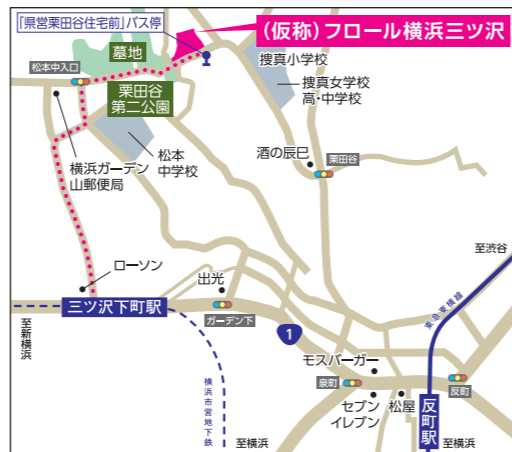 「県営栗田谷住宅前」バス停
(仮称)フロール横浜三ツ沢
墓地
松本中入口
栗田谷
第二公園
捜真小学校
捜真女学校
高・中学校
酒の辰巳
栗田谷
横浜ガーデン
山郵便局
松本
中学校
至渋谷
ローソン
出光
東急東横線
三ツ沢下町駅
ガーデン下
至新横浜
1
モスバーガー
横浜市営地下鉄
泉町
反町
セブン
イレブン
松屋
反町駅
至横浜
至横浜